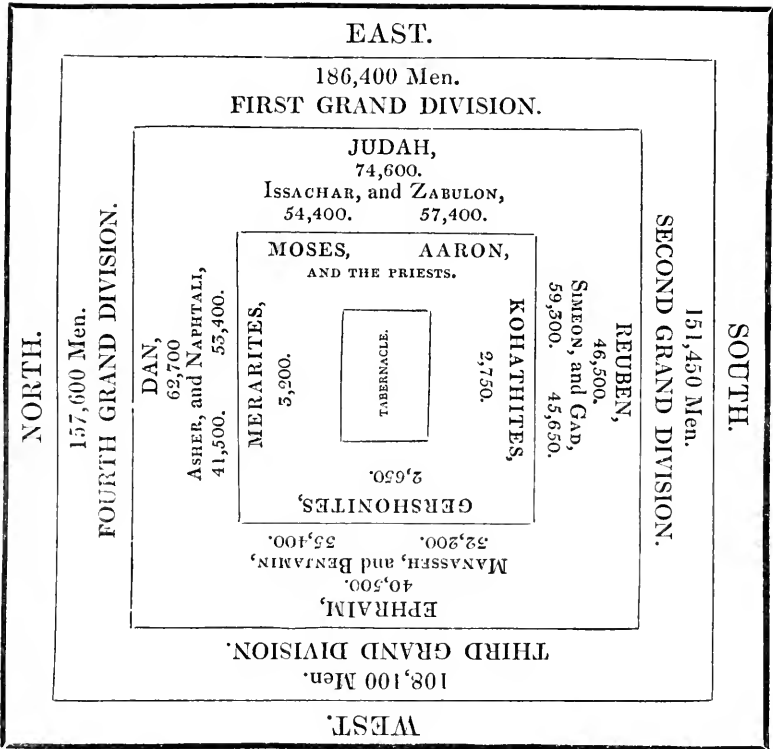 EAST.
186,400 Men.
FIRST GRAND DIVISION.
JUDAH,
74,600.
ISSACHAR, and ZABULON,
54,400. 57,400.
MOSES, AARON,
AND THE PRIESTS.
TABERNACLE.
SOUTH.
151,450 Men.
SECOND GRAND DIVISION.
REUBEN,
46,500.
SIMEON, and GAD,
59,300. 45,650.
KOHATHITES,
2,750.
WEST.
108,100 Men.
THIRD GRAND DIVISION.
EPHRAIM,
40,500.
MANASSEH, and BENJAMIN,
32,200. 35,400.
GERSHONITES,
2,650.
NORTH.
157,600 Men.
FOURTH GRAND DIVISION.
DAN,
62,700
ASHER, and NAPHTALI,
41,500. 53,400.
MERARITES,
3,200.